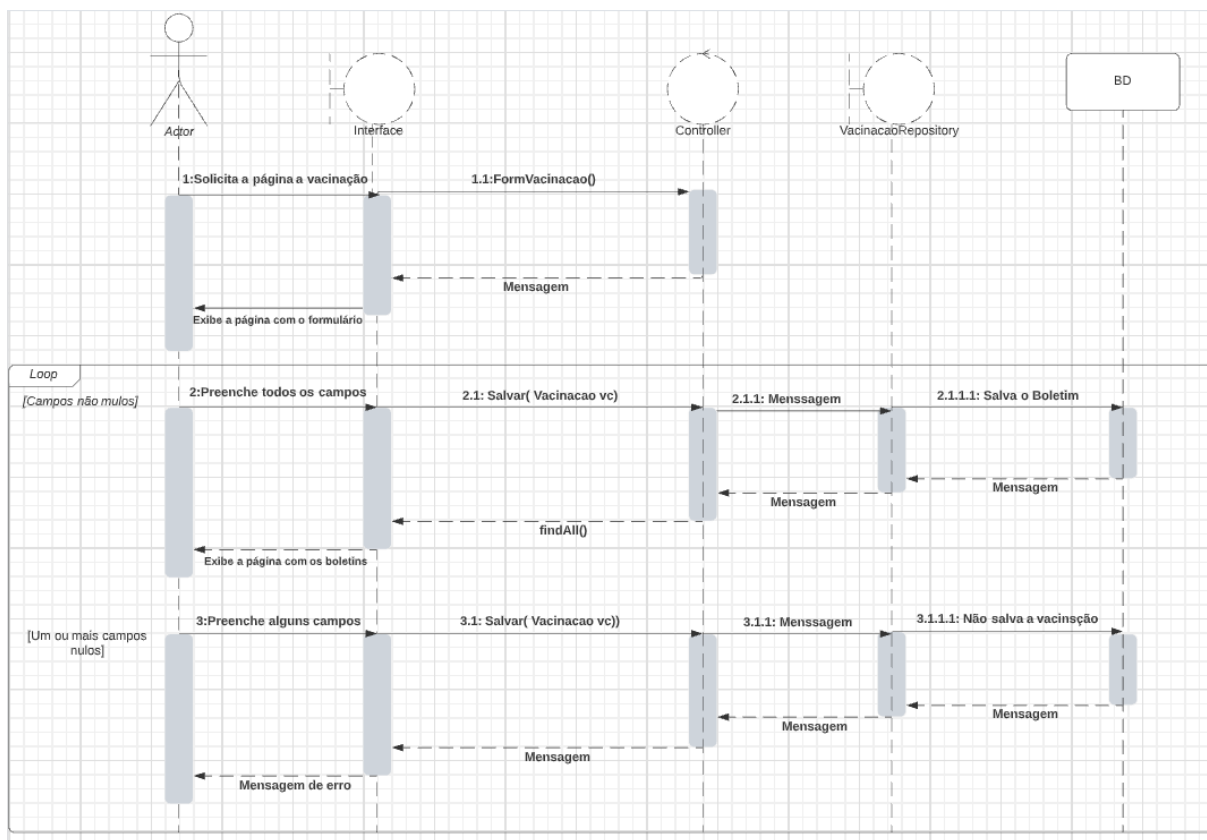 BD
Actor
Interface
Controller
VacinacaoRepository
1:Solicita a página a vacinação
1.1:FormVacinacao()
Mensagem
Exibe a página com o formulário
Loop
[Campos não mulos]
2:Preenche todos os campos
2.1: Salvar( Vacinacao vc)
2.1.1: Menssagem
2.1.1.1: Salva o Boletim
Mensagem
Mensagem
findAll()
Exibe a página com os boletins
[Um ou mais campos
nulos]
3:Preenche alguns campos
3.1: Salvar( Vacinacao vc))
3.1.1: Menssagem
3.1.1.1: Não salva a vacinsção
Mensagem
Mensagem
Mensagem
Mensagem de erro